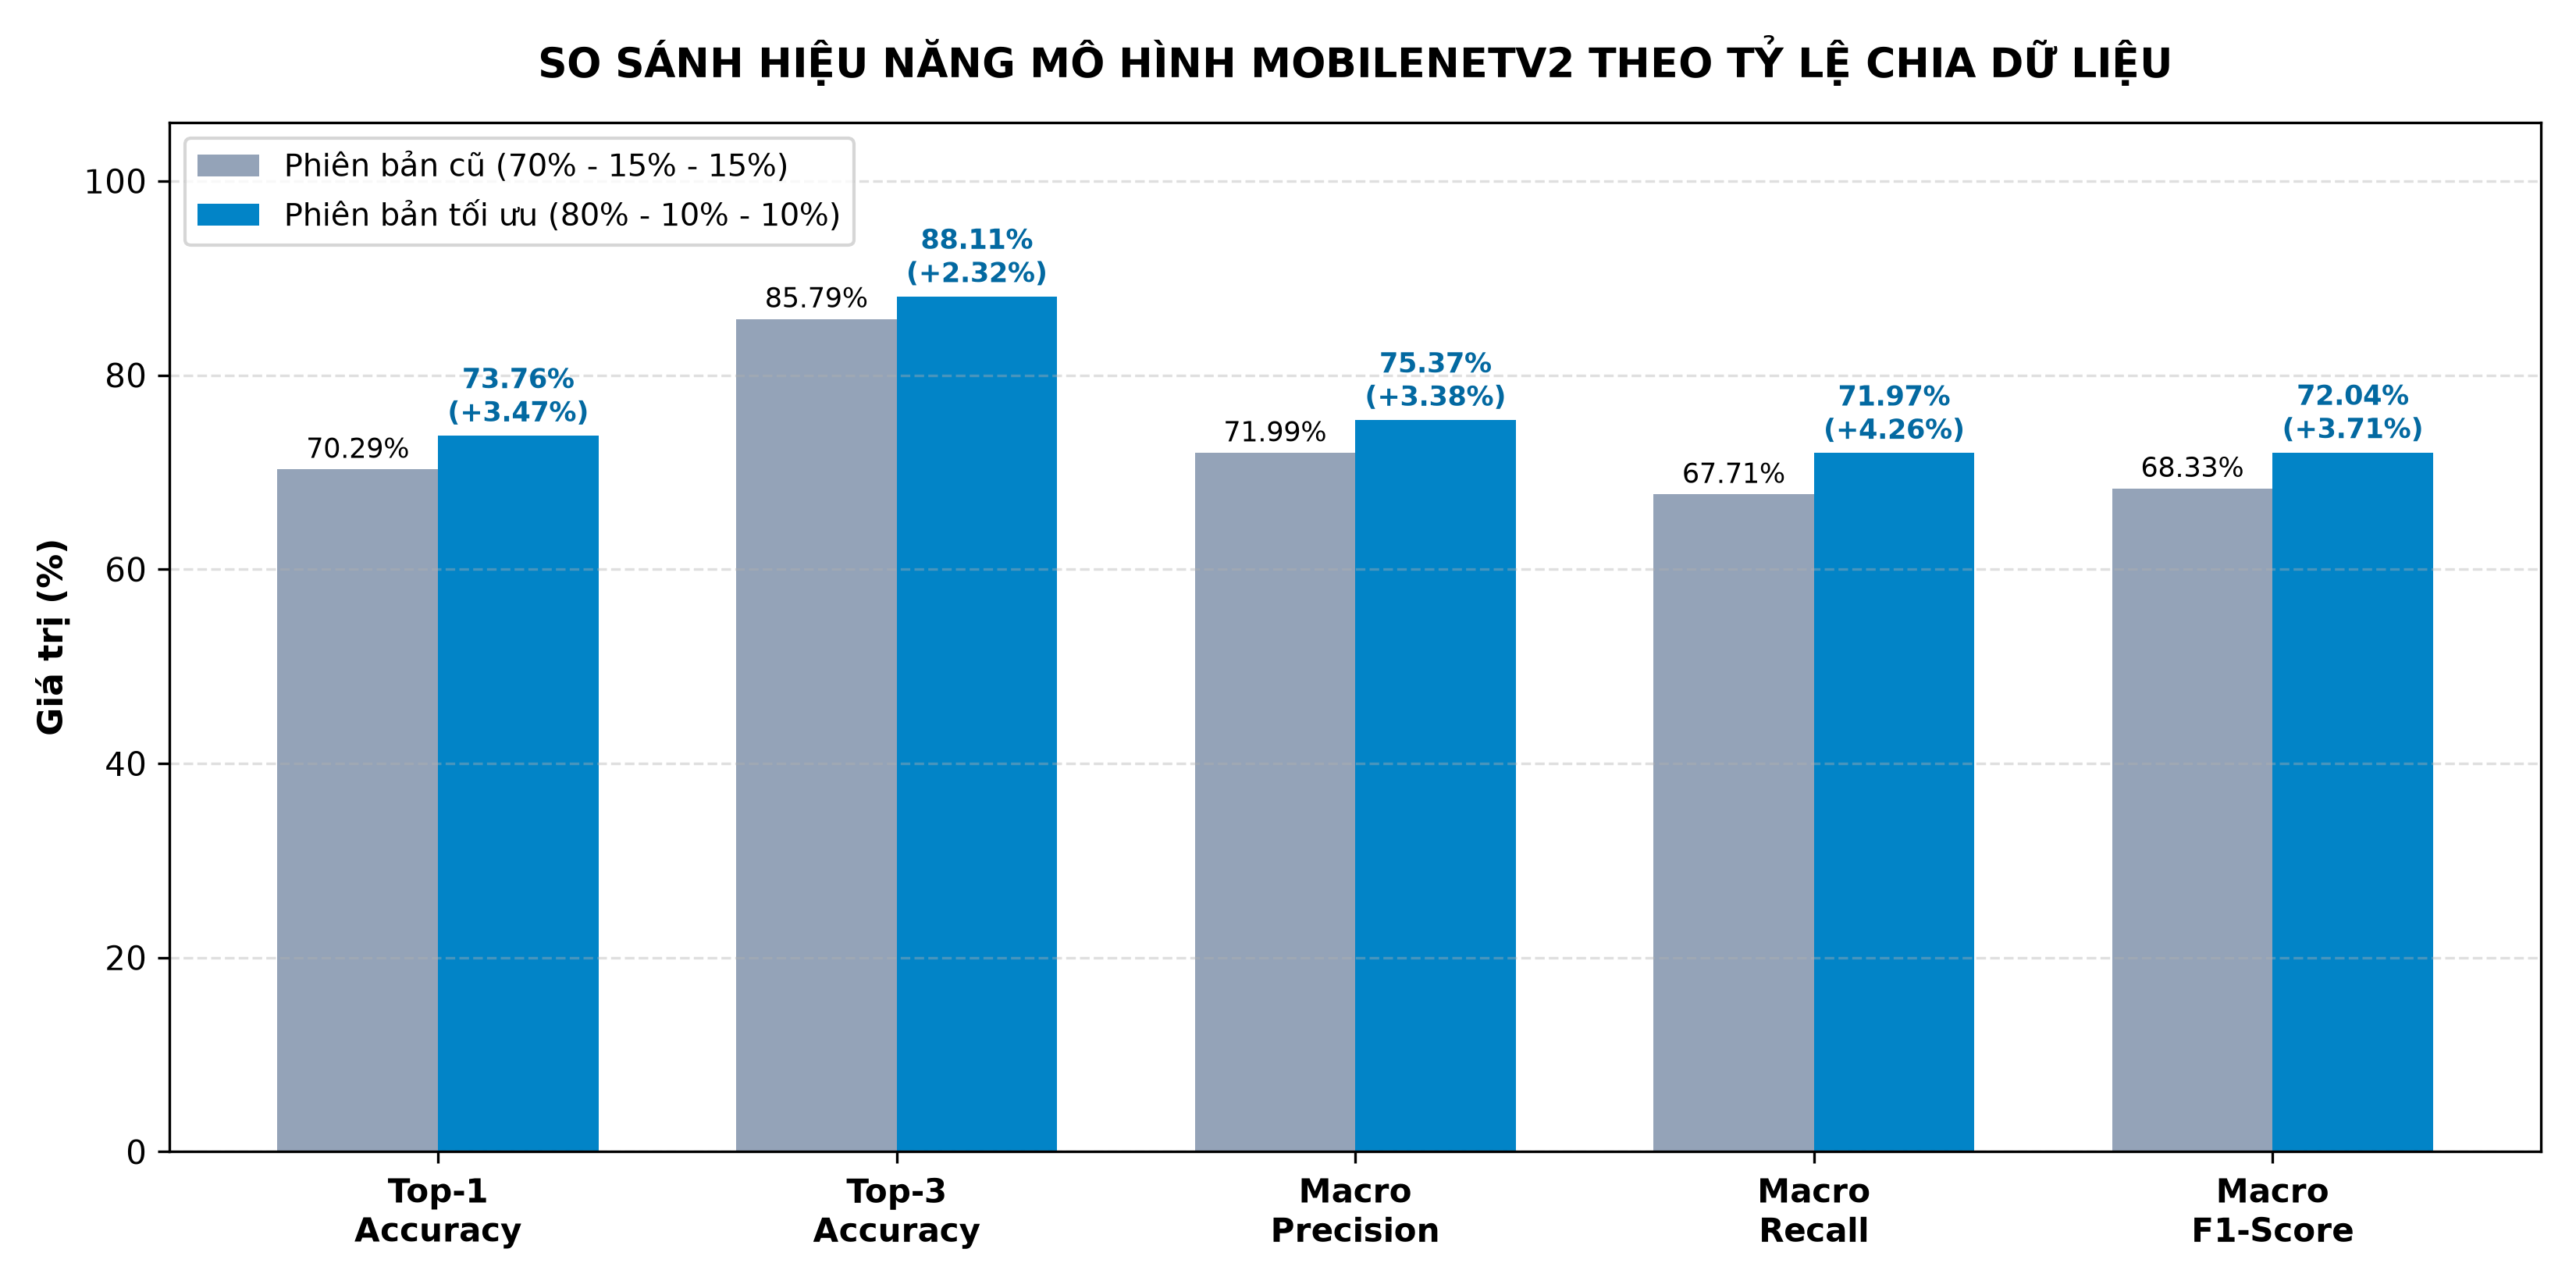 SO SÁNH HIỆU NĂNG MÔ HÌNH MOBILENETV2 THEO TỶ LỆ CHIA DỮ LIỆU
Phiên bản cũ (70% - 15% - 15%)
Phiên bản tối ưu (80% - 10% - 10%)
Giá trị (%)
100
80
60
40
20
0
70.29%
73.76%
(+3.47%)
85.79%
88.11%
(+2.32%)
71.99%
75.37%
(+3.38%)
67.71%
71.97%
(+4.26%)
68.33%
72.04%
(+3.71%)
Top-1
Accuracy
Top-3
Accuracy
Macro
Precision
Macro
Recall
Macro
F1-Score